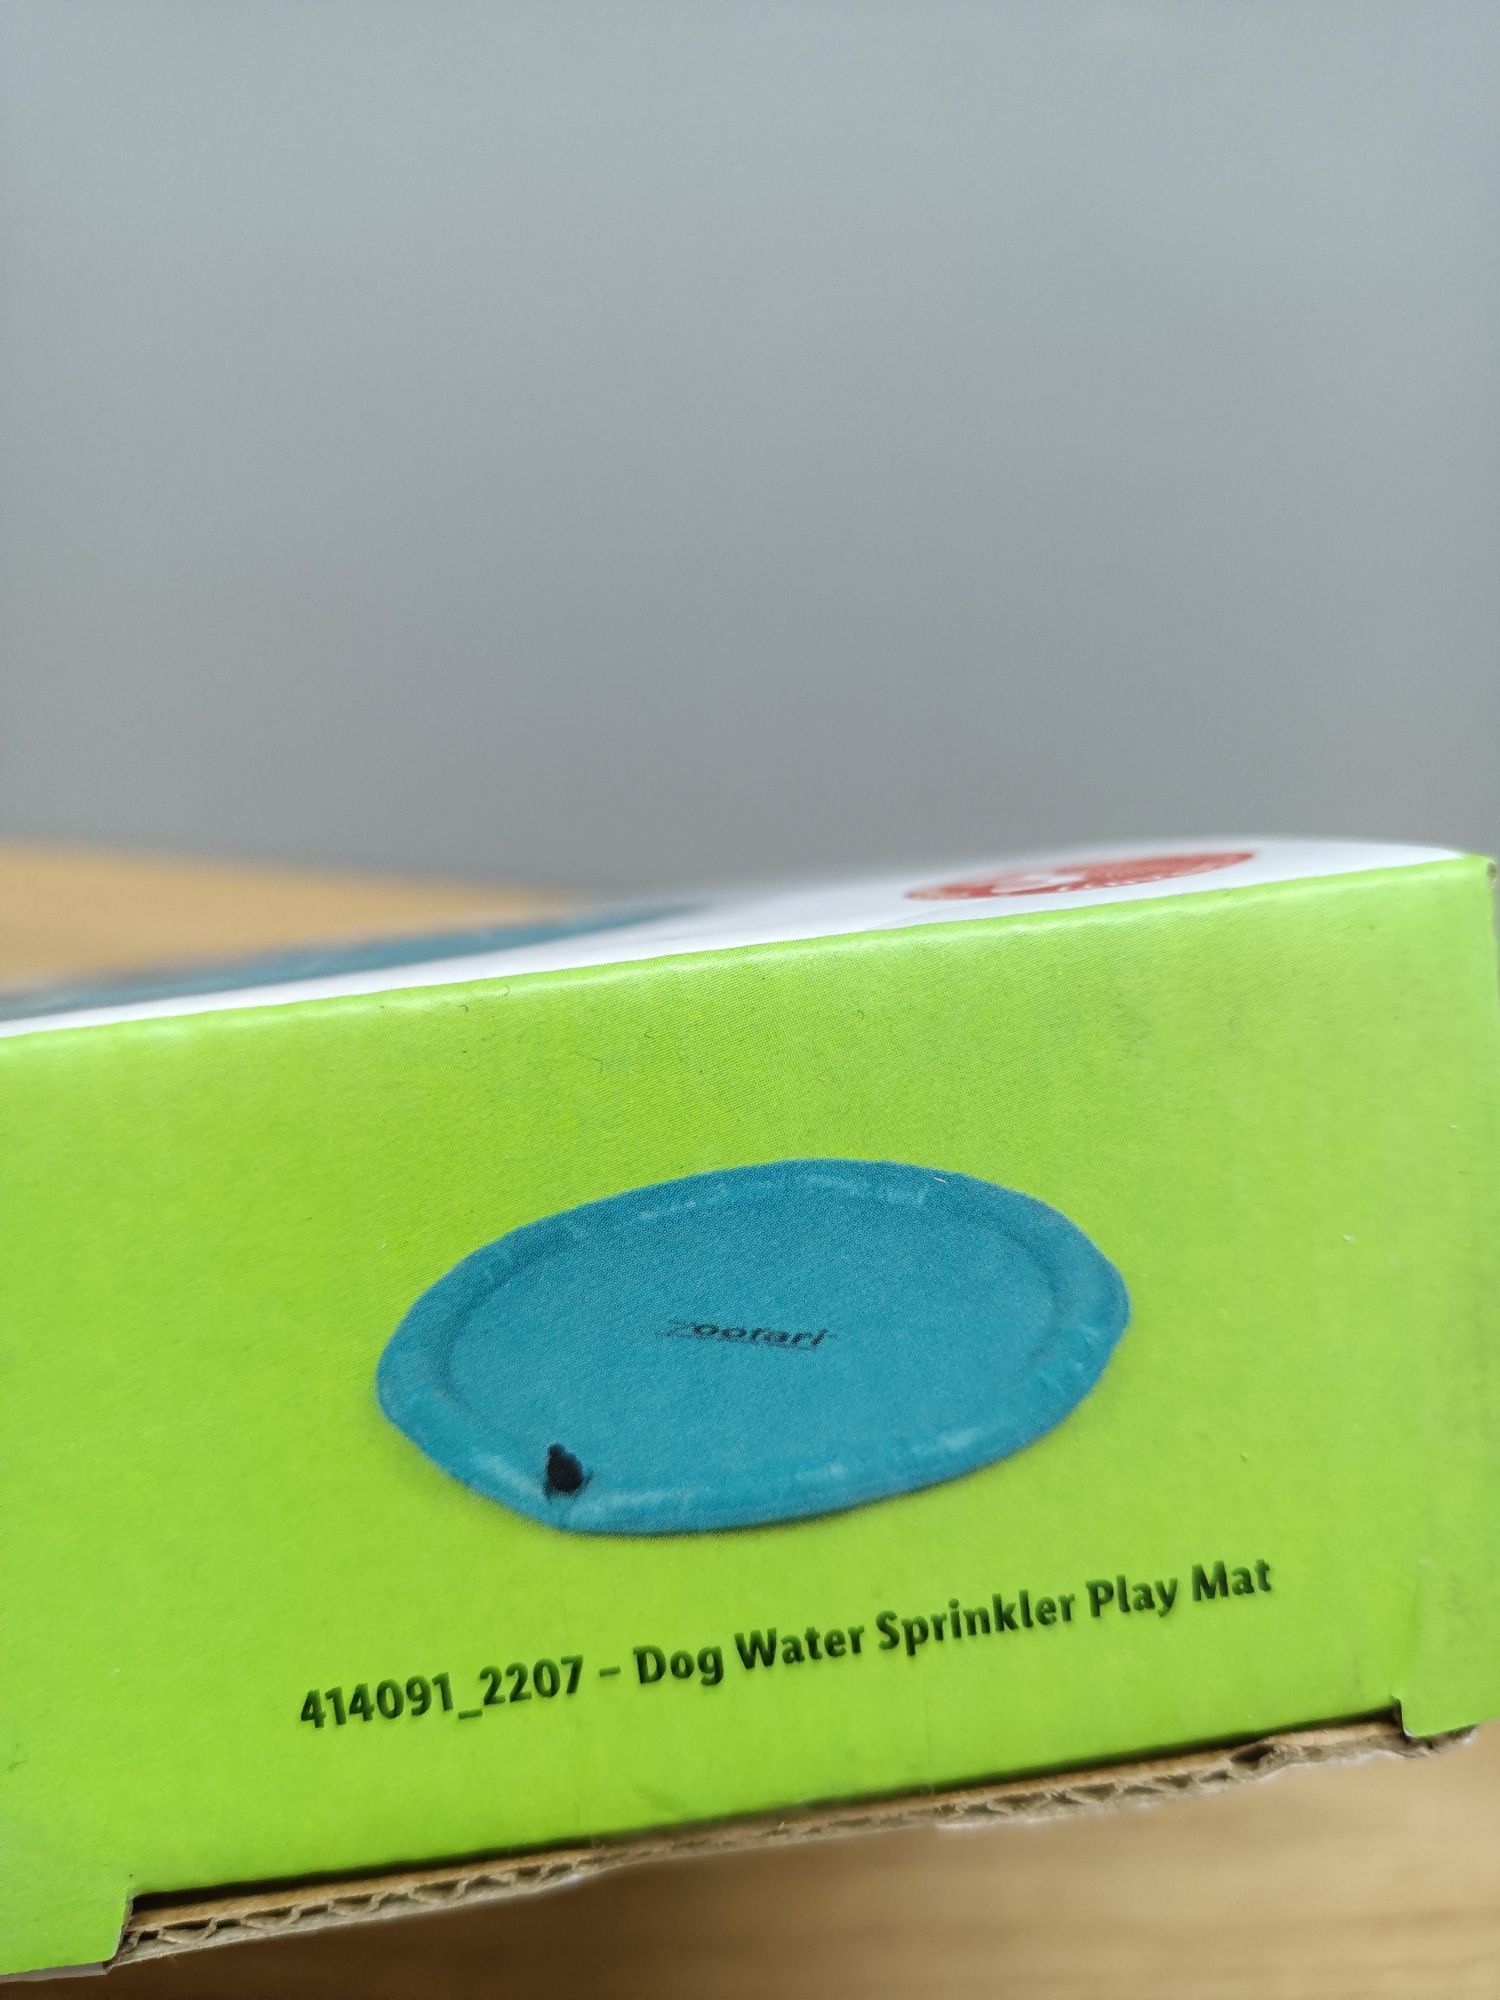 zoofari
414091_2207 – Dog Water Sprinkler Play Mat